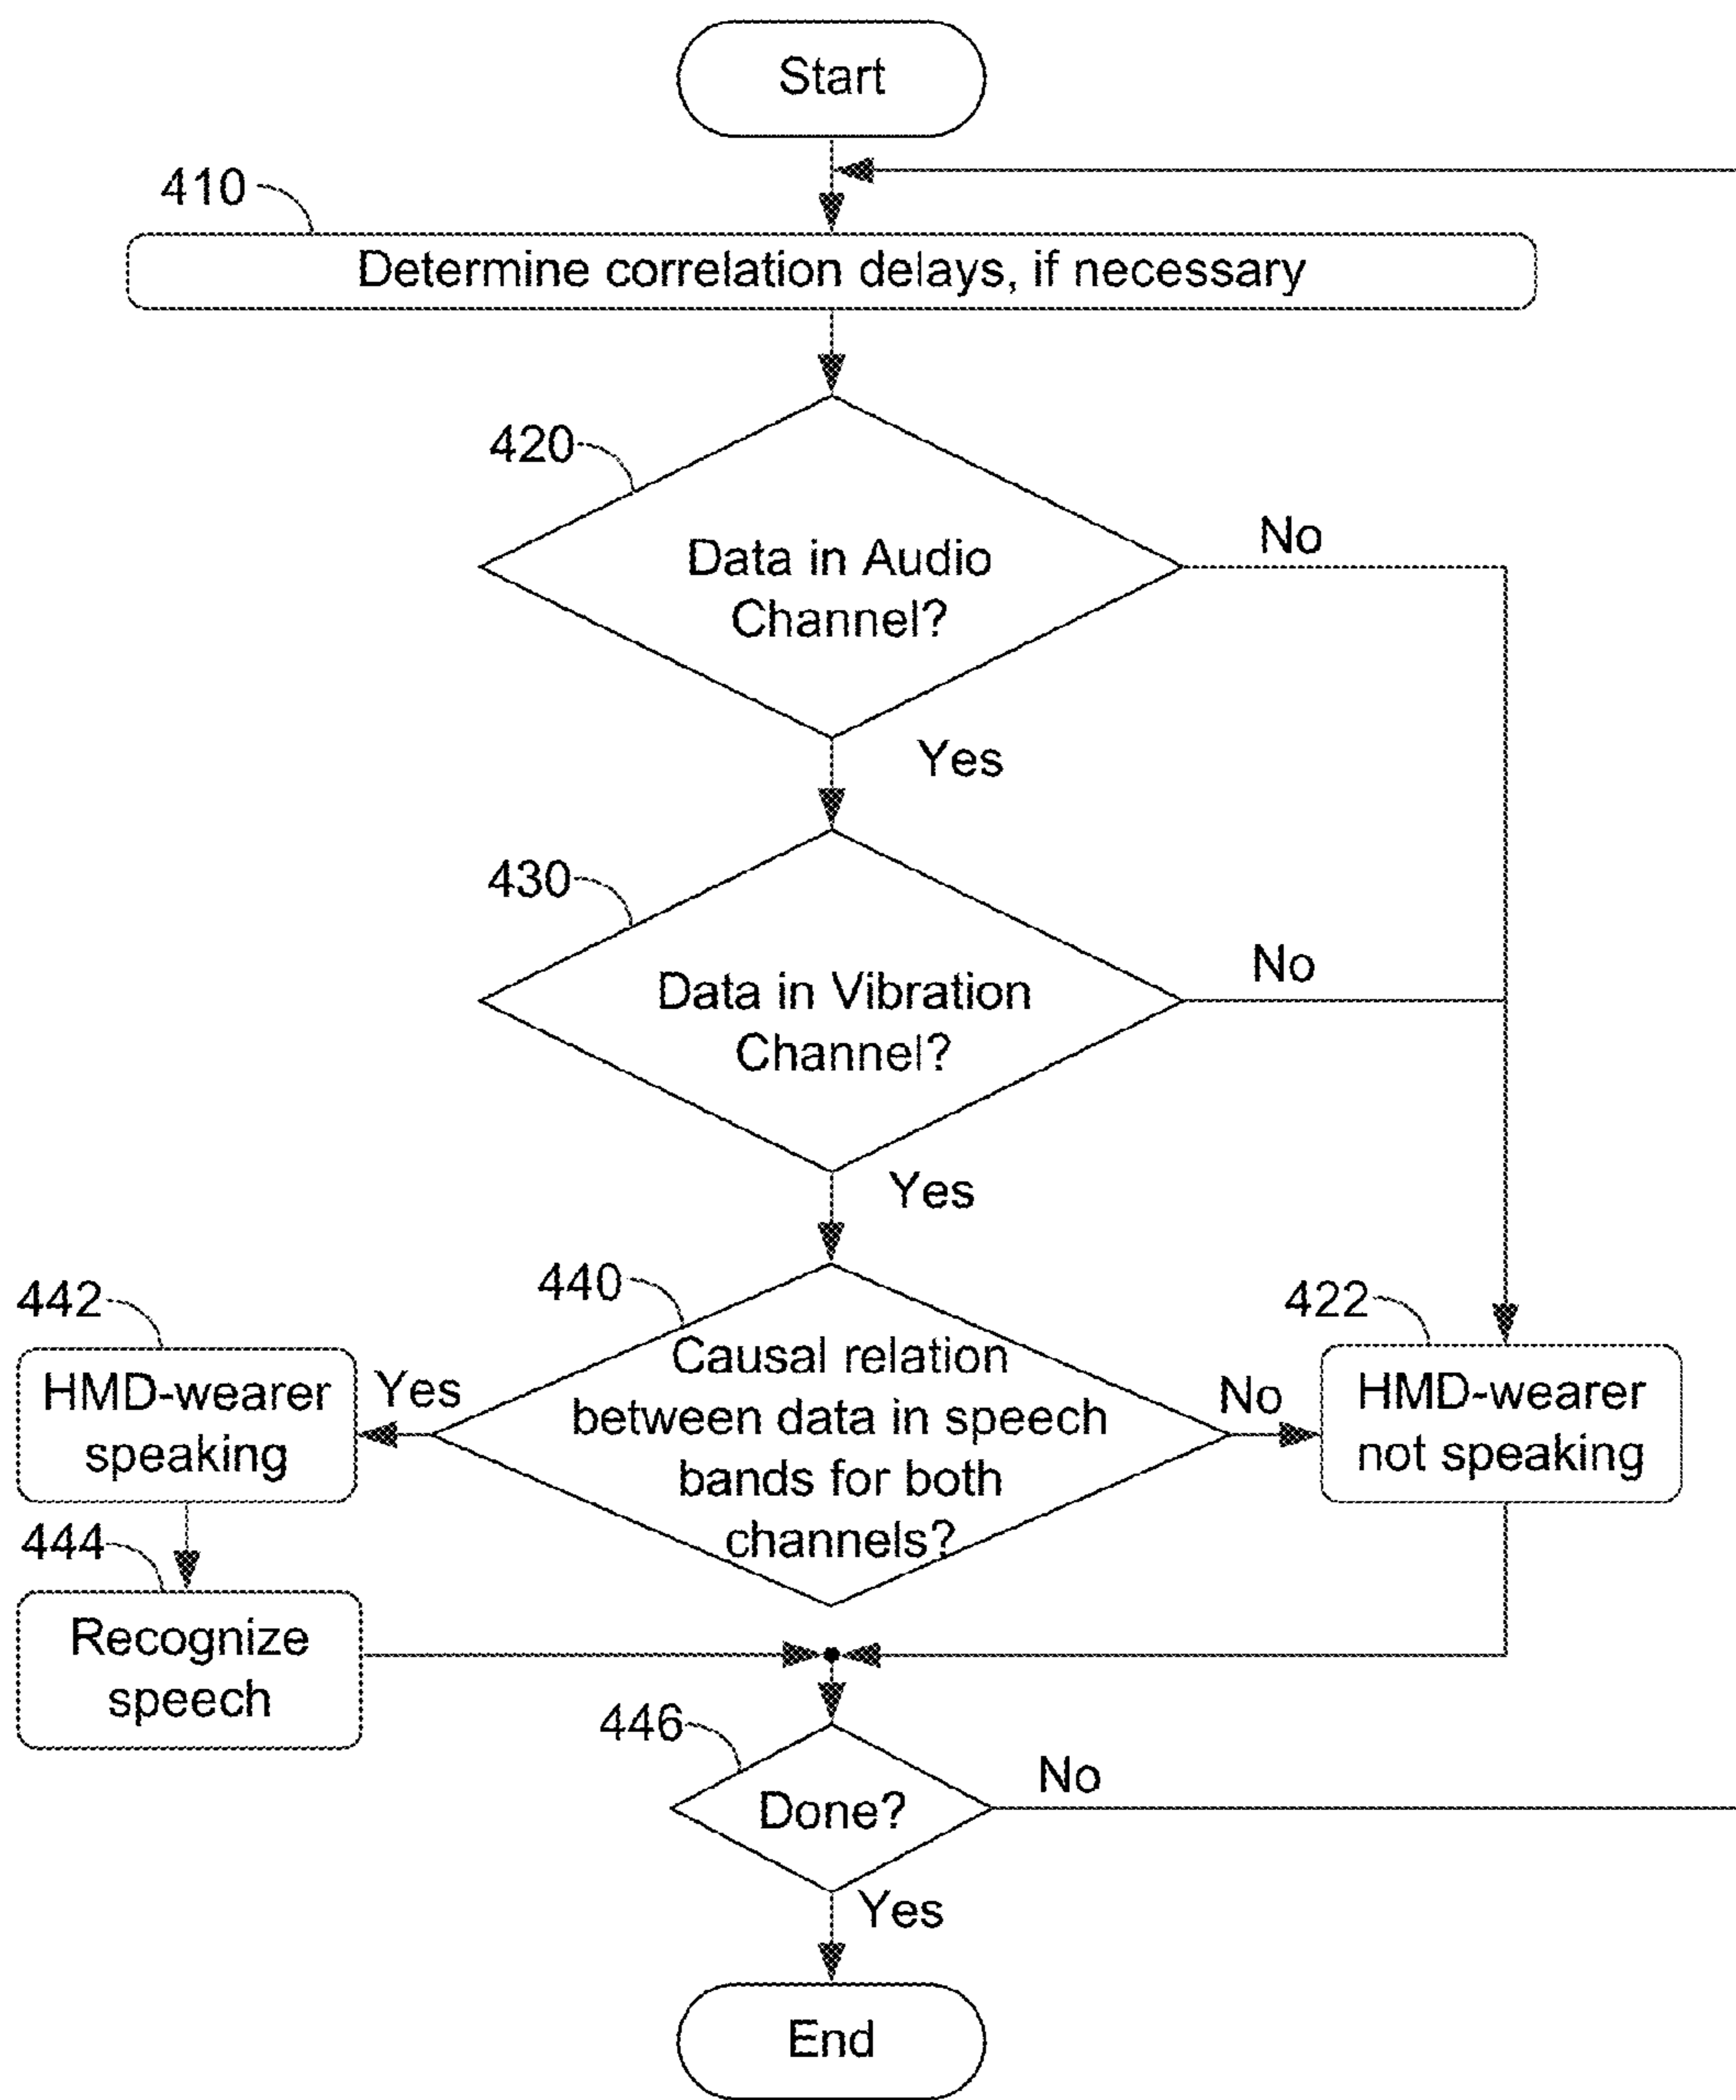 Start
410
Determine correlation delays, if necessary
420
Data in Audio
Channel?
No
Yes
430
Data in Vibration
Channel?
No
Yes
440
Causal relation
between data in speech
bands for both
channels?
442
HMD-wearer
speaking
Yes
No
422
HMD-wearer
not speaking
444
Recognize
speech
446
Done?
No
Yes
End